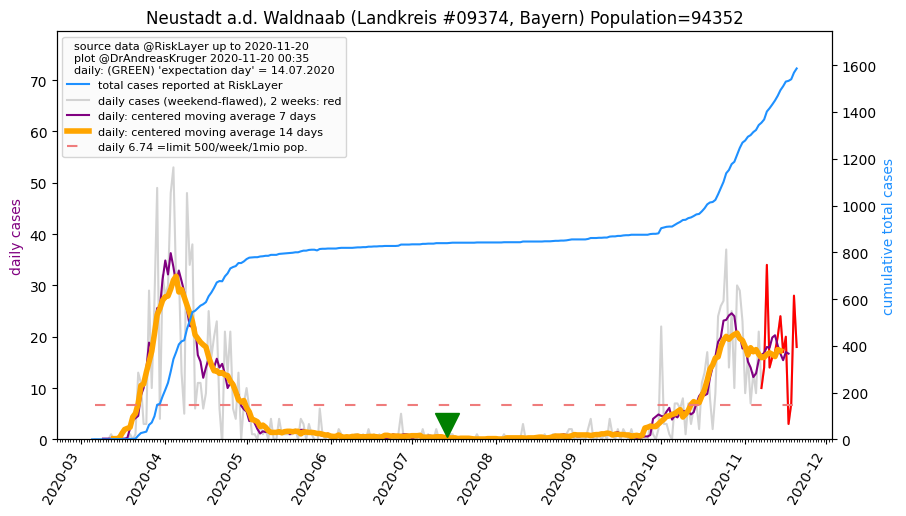 Neustadt a.d. Waldnaab (Landkreis #09374, Bayern) Population=94352
source data @RiskLayer up to 2020-11-20
plot @DrAndreasKruger 2020-11-20 00:35
daily: (GREEN) 'expectation day' = 14.07.2020
total cases reported at RiskLayer
daily cases (weekend-flawed), 2 weeks: red
daily: centered moving average 7 days
daily: centered moving average 14 days
daily 6.74 =limit 500/week/1mio pop.
daily cases
70
60
50
40
30
20
10
0
cumulative total cases
1600
1400
1200
1000
800
600
400
200
0
2020-03
2020-04
2020-05
2020-06
2020-07
2020-08
2020-09
2020-10
2020-11
2020-12